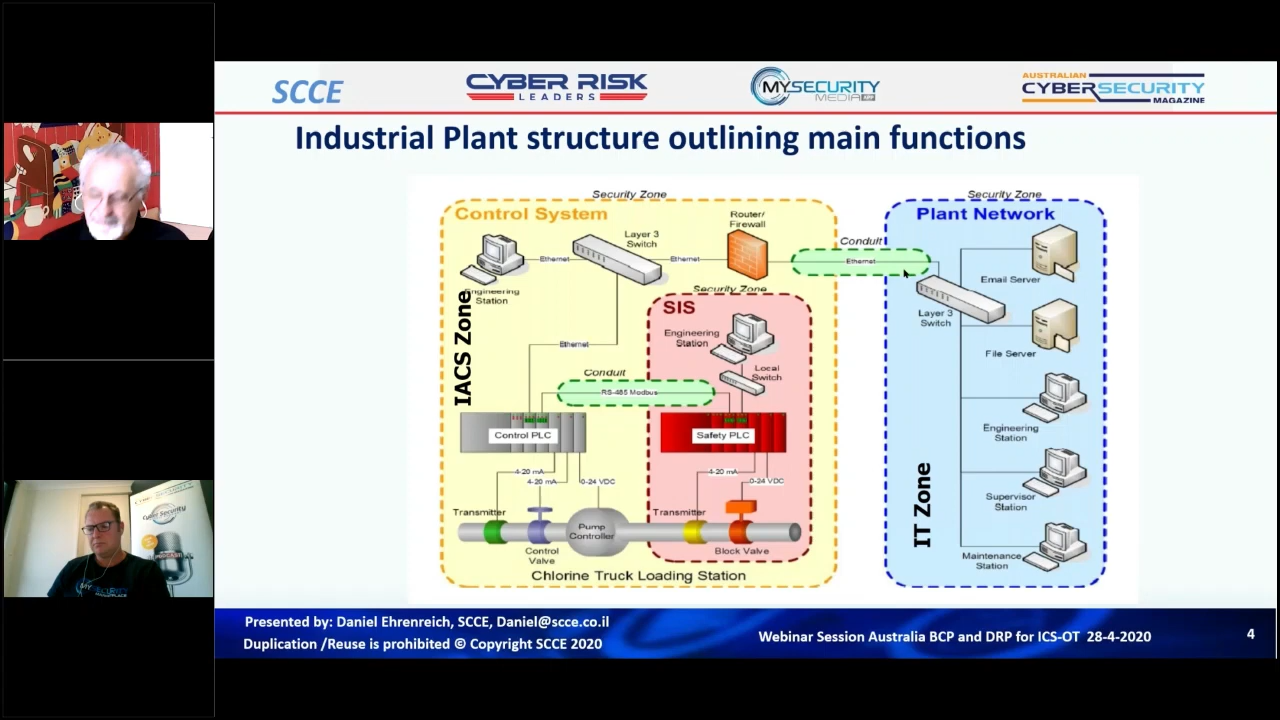 SCCE
CYBER RISK
LEADERS
MYSECURITY
MEDIA
AUSTRALIAN
CYBERSECURITY
MAGAZINE
Industrial Plant structure outlining main functions
Security Zone
Security Zone
Control System
Plant Network
Router/
Firewall
Layer 3
Switch
Conduit
Ethernet
Ethernet
Ethernet
Engineering
Station
Security Zone
Email Server
Layer 3
Switch
SIS
IACS Zone
Engineering
Station
Ethernet
File Server
Local
Switch
Conduit
RS-485 Modbus
Control PLC
Safety PLC
Engineering
Station
4-20 mA
4-20 mA
0-24 VDC
4-20 mA
0-24 VDC
IT Zone
Supervisor
Station
Transmitter
Pump
Controller
Transmitter
Control
Valve
Block Valve
Maintenance
Station
Chlorine Truck Loading Station
Cyber Security
PODCAST
Presented by: Daniel Ehrenreich, SCCE, Daniel@scce.co.il
Duplication /Reuse is prohibited © Copyright SCCE 2020
Webinar Session Australia BCP and DRP for ICS-OT 28-4-2020
4